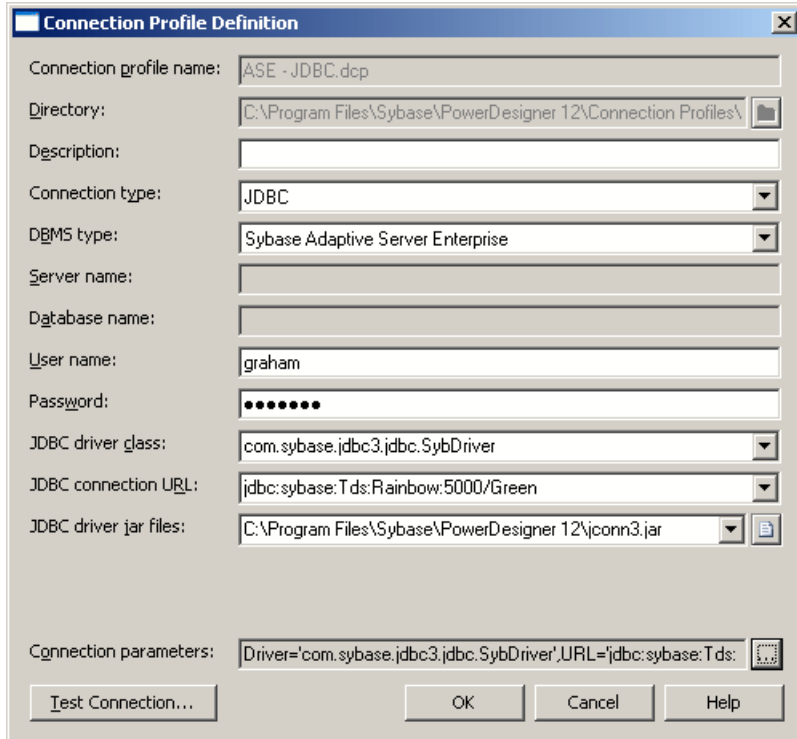 Connection Profile Definition
Connection profile name: ASE - JDBC.dcp
Directory: C:\Program Files\Sybase\PowerDesigner 12\Connection Profiles\
Description:
Connection type: JDBC
DBMS type: Sybase Adaptive Server Enterprise
Server name:
Database name:
User name: graham
Password: •••••••
JDBC driver class: com.sybase.jdbc3.jdbc.SybDriver
JDBC connection URL: jdbc:sybase:Tds:Rainbow:5000/Green
JDBC driver jar files: C:\Program Files\Sybase\PowerDesigner 12\jconn3.jar
Connection parameters: Driver='com.sybase.jdbc3.jdbc.SybDriver',URL='jdbc:sybase:Tds: ...
Test Connection... OK Cancel Help